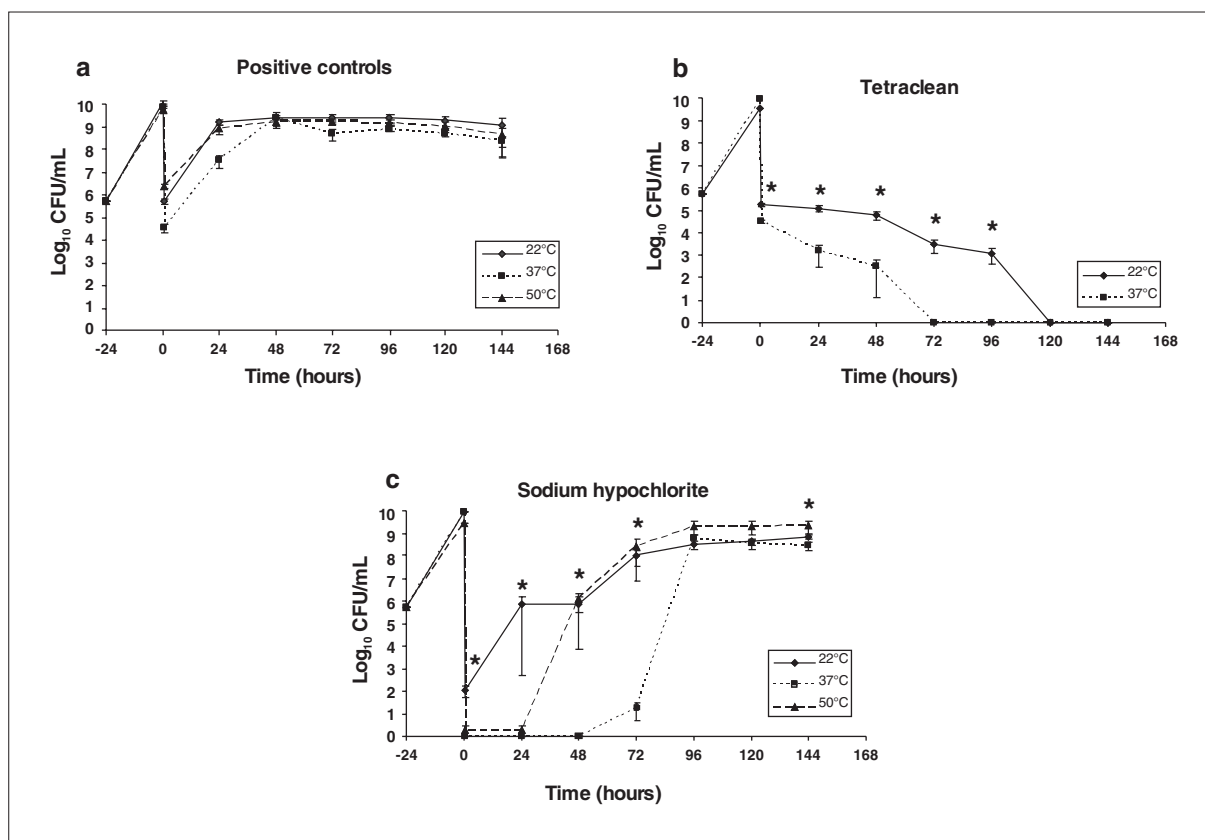 a
Positive controls
Log10 CFU/mL
10
9
8
7
6
5
4
3
2
1
0
-24 0 24 48 72 96 120 144 168
Time (hours)
22°C
37°C
50°C
b
Tetraclean
Log10 CFU/mL
10
9
8
7
6
5
4
3
2
1
0
* * * * *
-24 0 24 48 72 96 120 144 168
Time (hours)
22°C
37°C
c
Sodium hypochlorite
Log10 CFU/mL
10
9
8
7
6
5
4
3
2
1
0
* * * * *
-24 0 24 48 72 96 120 144 168
Time (hours)
22°C
37°C
50°C